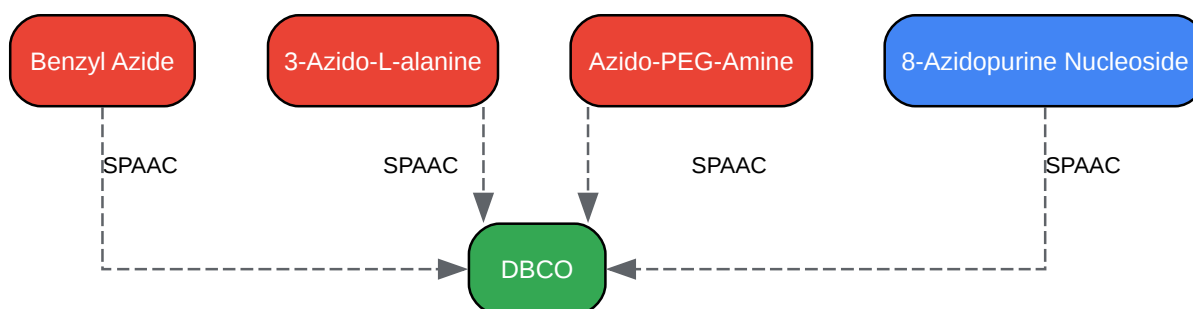 Benzyl Azide
3-Azido-L-alanine
Azido-PEG-Amine
8-Azidopurine Nucleoside
SPAAC
SPAAC
SPAAC
SPAAC
DBCO